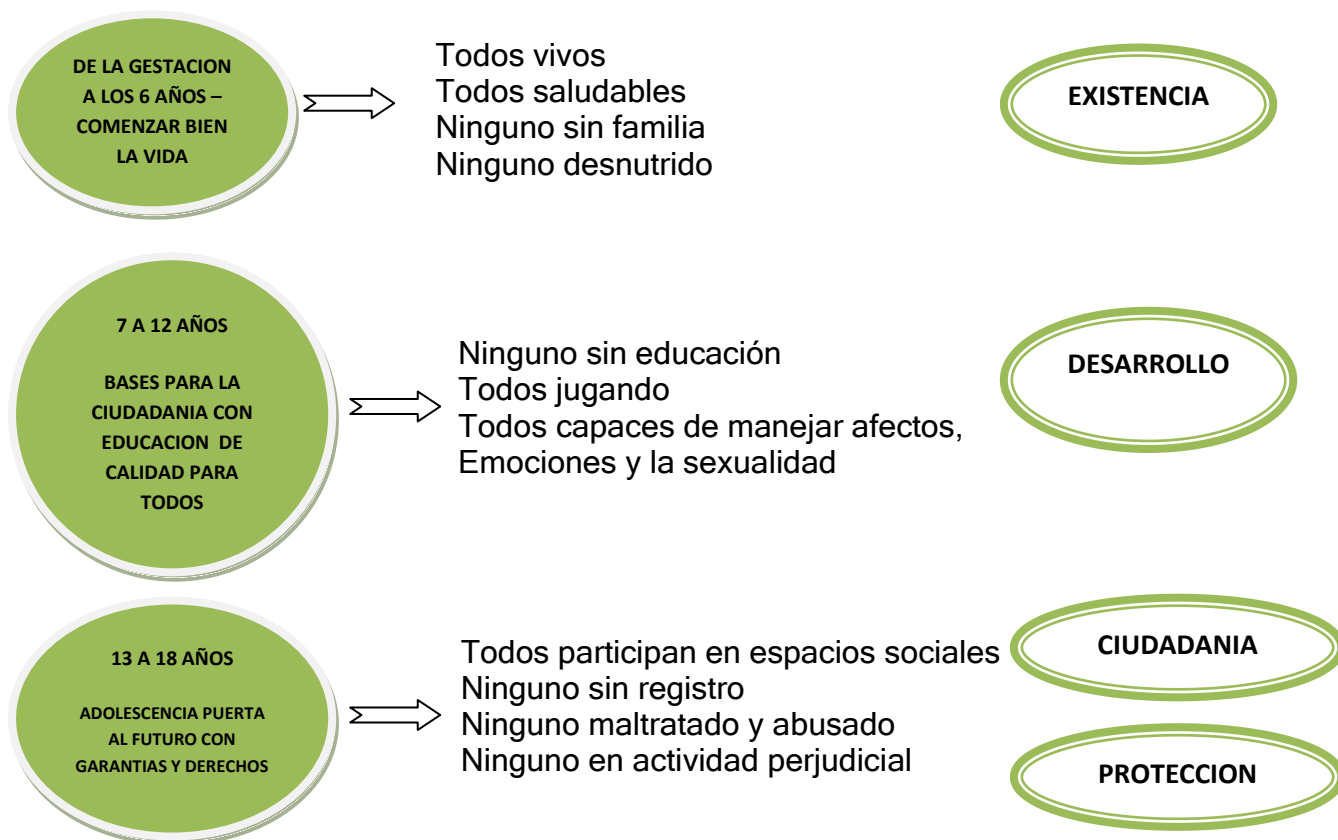 DE LA GESTACION
A LOS 6 AÑOS –
COMENZAR BIEN
LA VIDA
Todos vivos
Todos saludables
Ninguno sin familia
Ninguno desnutrido
EXISTENCIA
7 A 12 AÑOS
BASES PARA LA
CIUDADANIA CON
EDUCACION DE
CALIDAD PARA
TODOS
Ninguno sin educación
Todos jugando
Todos capaces de manejar afectos,
Emociones y la sexualidad
DESARROLLO
13 A 18 AÑOS
ADOLESCENCIA PUERTA
AL FUTURO CON
GARANTIAS Y DERECHOS
Todos participan en espacios sociales
Ninguno sin registro
Ninguno maltratado y abusado
Ninguno en actividad perjudicial
CIUDADANIA
PROTECCION